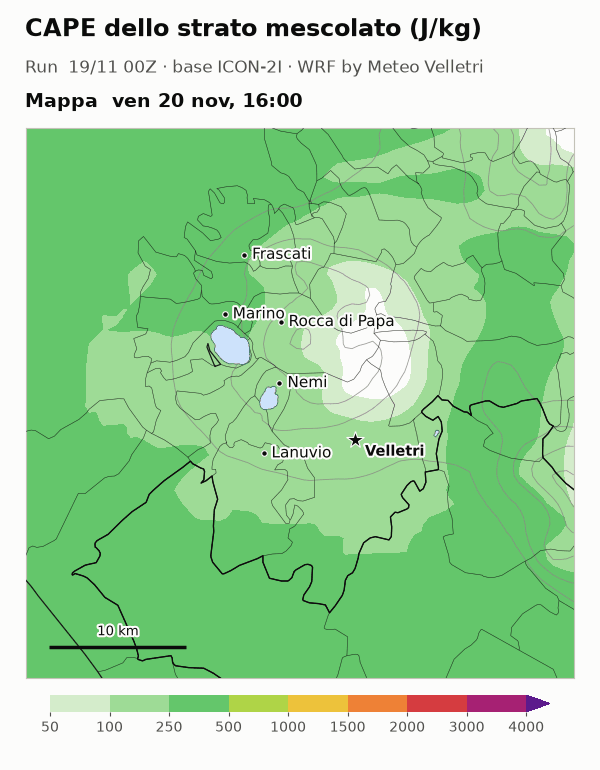 CAPE dello strato mescolato (J/kg)
Run  19/11 00Z · base ICON-2I · WRF by Meteo Velletri
Mappa  ven 20 nov, 16:00
Frascati
Marino
Rocca di Papa
Nemi
Velletri
Lanuvio
10 km
50 100 250 500 1000 1500 2000 3000 4000